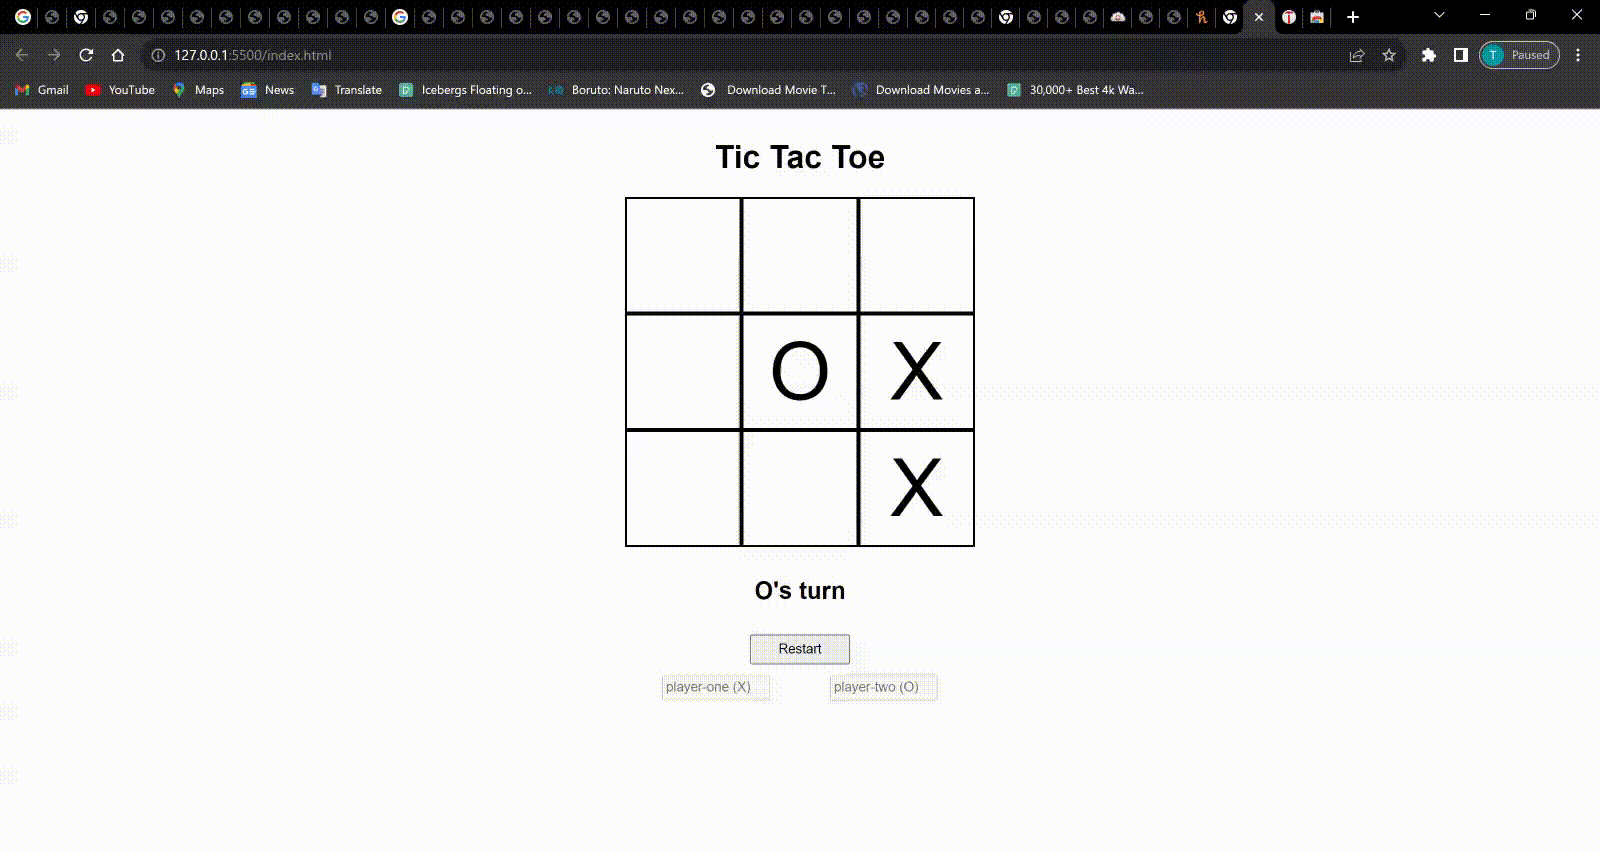 127.0.0.1:5500/index.html
T Paused
Gmail YouTube Maps News Translate Icebergs Floating o... Boruto: Naruto Nex... Download Movie T... Download Movies a... 30,000+ Best 4k Wa...
Tic Tac Toe
O X
X
O's turn
Restart
player-one (X) player-two (O)